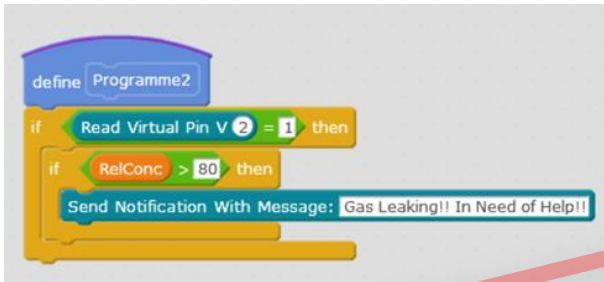 define Programme2
if Read Virtual Pin V 2 = 1 then
if RelConc > 80 then
Send Notification With Message: Gas Leaking!! In Need of Help!!